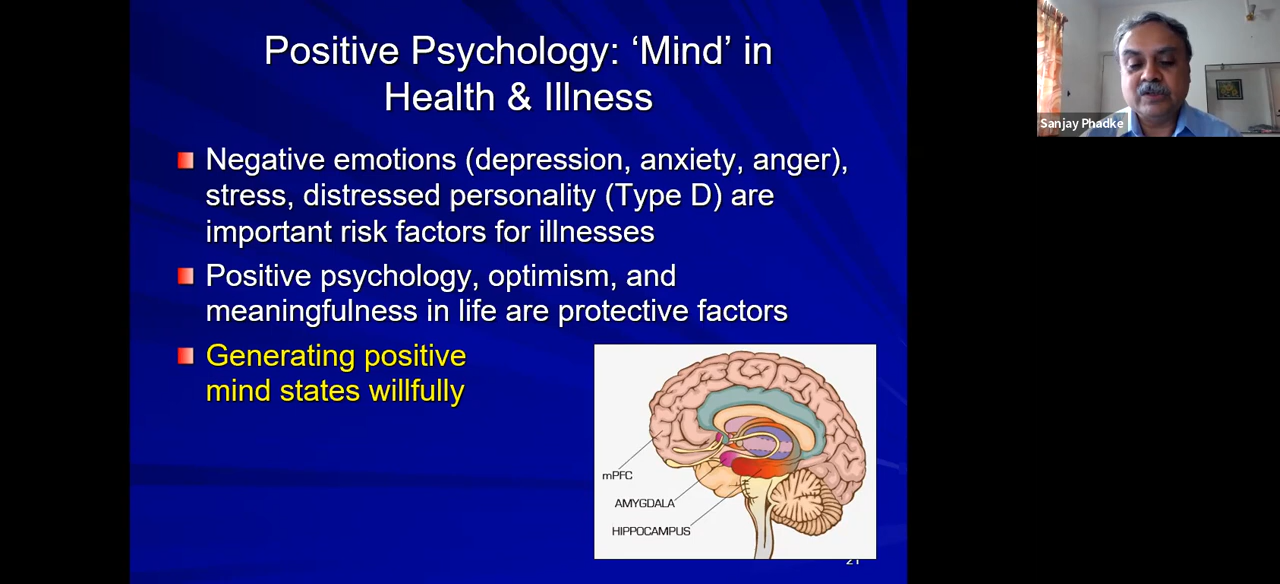 Positive Psychology: ‘Mind’ in
Health & Illness
Negative emotions (depression, anxiety, anger),
stress, distressed personality (Type D) are
important risk factors for illnesses
Positive psychology, optimism, and
meaningfulness in life are protective factors
Generating positive
mind states willfully
mPFC
AMYGDALA
HIPPOCAMPUS
21
Sanjay Phadke